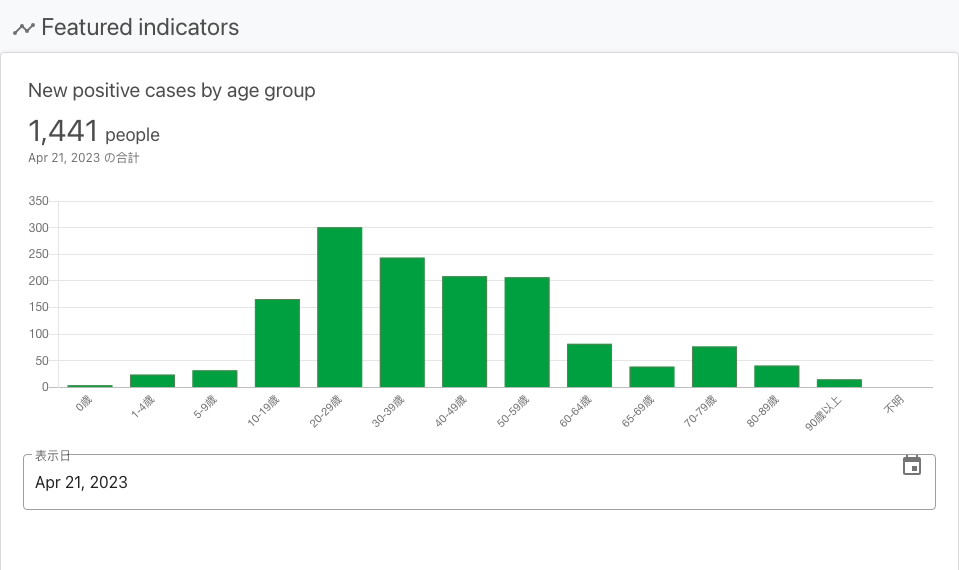 Featured indicators
New positive cases by age group
1,441 people
Apr 21, 2023 の合計
350
300
250
200
150
100
50
0
0歳
1-4歳
5-9歳
10-19歳
20-29歳
30-39歳
40-49歳
50-59歳
60-64歳
65-69歳
70-79歳
80-89歳
90歳以上
不明
表示日
Apr 21, 2023